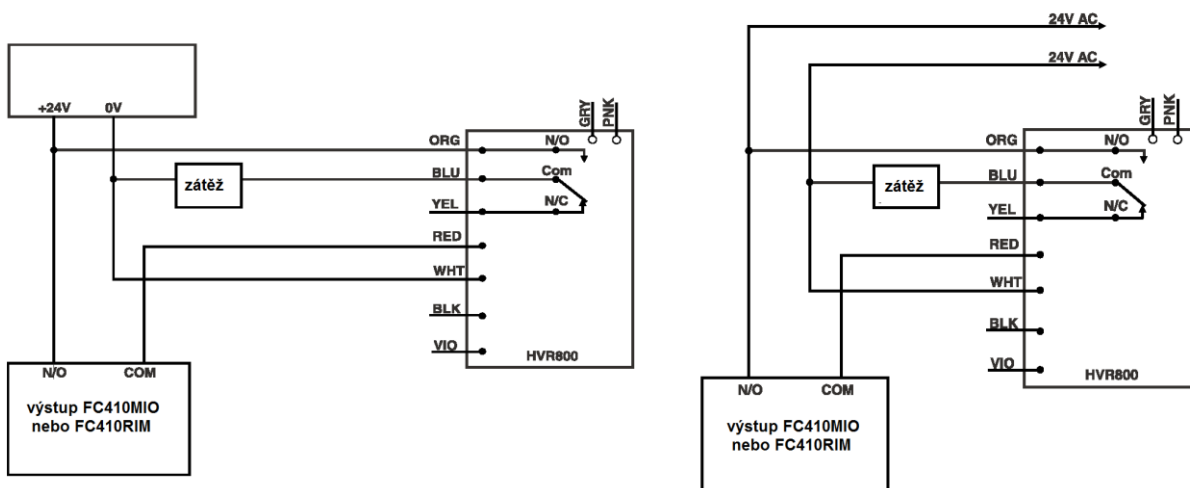 +24V 0V
GRY
PNK
ORG N/O
BLU Com
zátěž
YEL N/C
RED
WHT
BLK
VIO
HVR800
N/O COM
výstup FC410MIO
nebo FC410RIM
24V AC
24V AC
GRY
PNK
ORG N/O
BLU Com
zátěž
YEL N/C
RED
WHT
BLK
VIO
HVR800
N/O COM
výstup FC410MIO
nebo FC410RIM